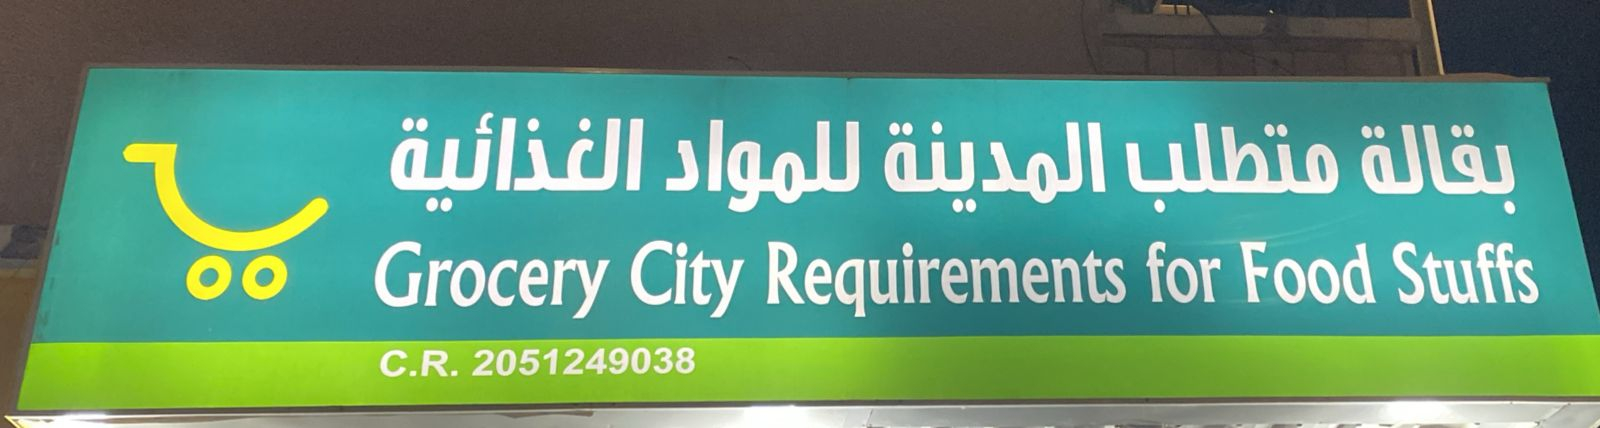 بقالة متطلب المدينة للمواد الغذائية
Grocery City Requirements for Food Stuffs
C.R. 2051249038